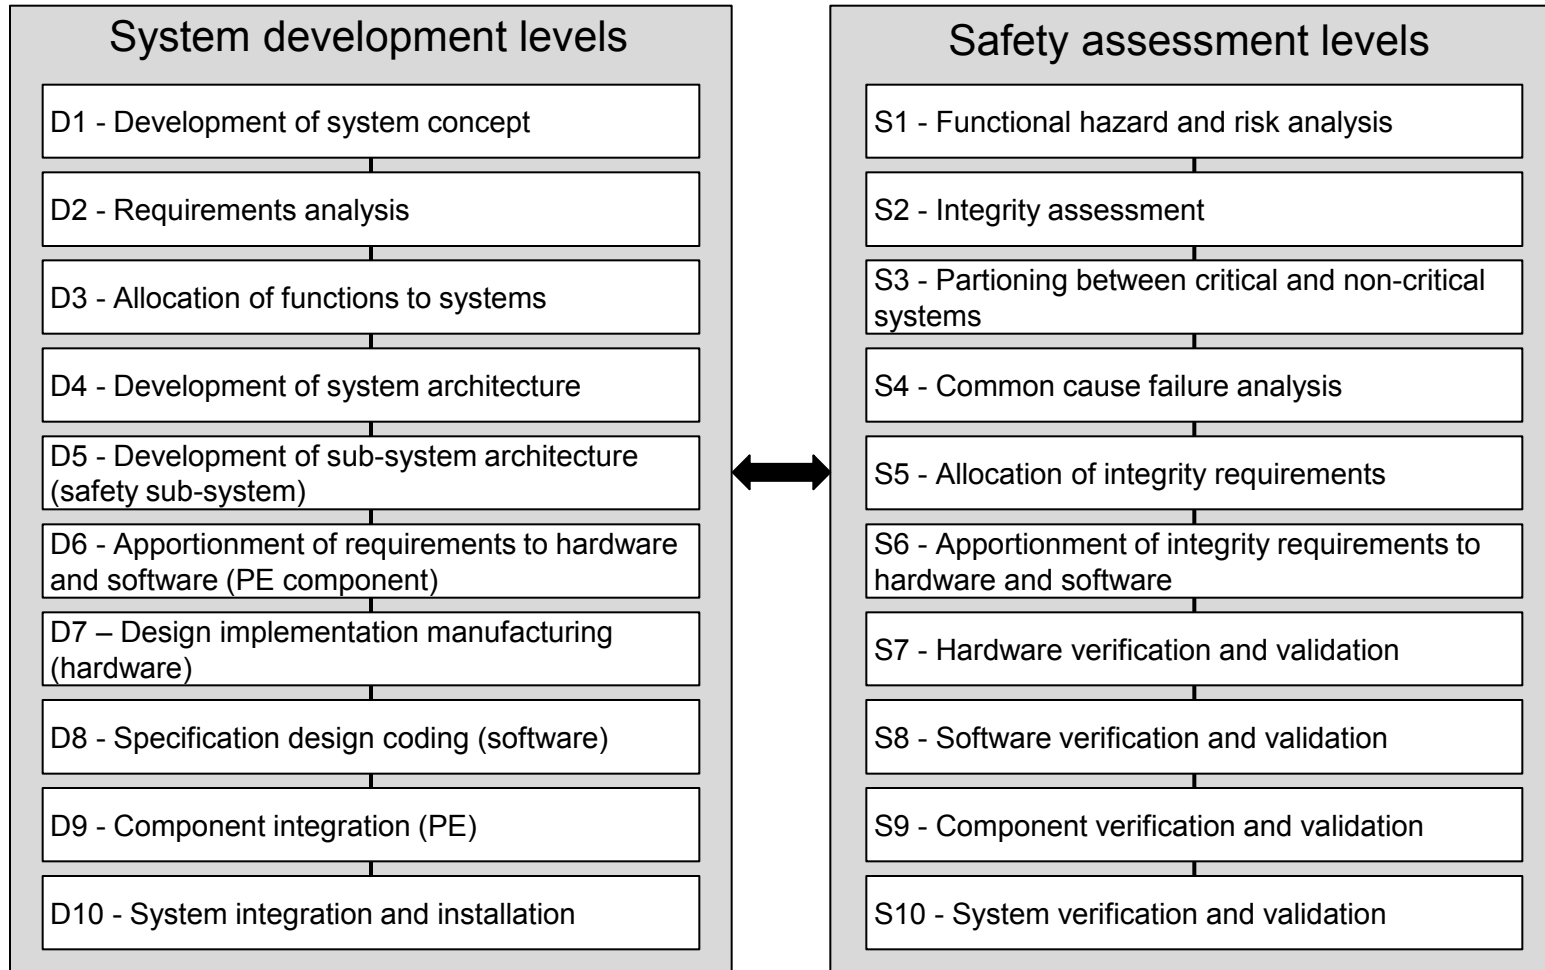 System development levels
D1 - Development of system concept
D2 - Requirements analysis
D3 - Allocation of functions to systems
D4 - Development of system architecture
D5 - Development of sub-system architecture
(safety sub-system)
D6 - Apportionment of requirements to hardware
and software (PE component)
D7 – Design implementation manufacturing
(hardware)
D8 - Specification design coding (software)
D9 - Component integration (PE)
D10 - System integration and installation
Safety assessment levels
S1 - Functional hazard and risk analysis
S2 - Integrity assessment
S3 - Partioning between critical and non-critical
systems
S4 - Common cause failure analysis
S5 - Allocation of integrity requirements
S6 - Apportionment of integrity requirements to
hardware and software
S7 - Hardware verification and validation
S8 - Software verification and validation
S9 - Component verification and validation
S10 - System verification and validation